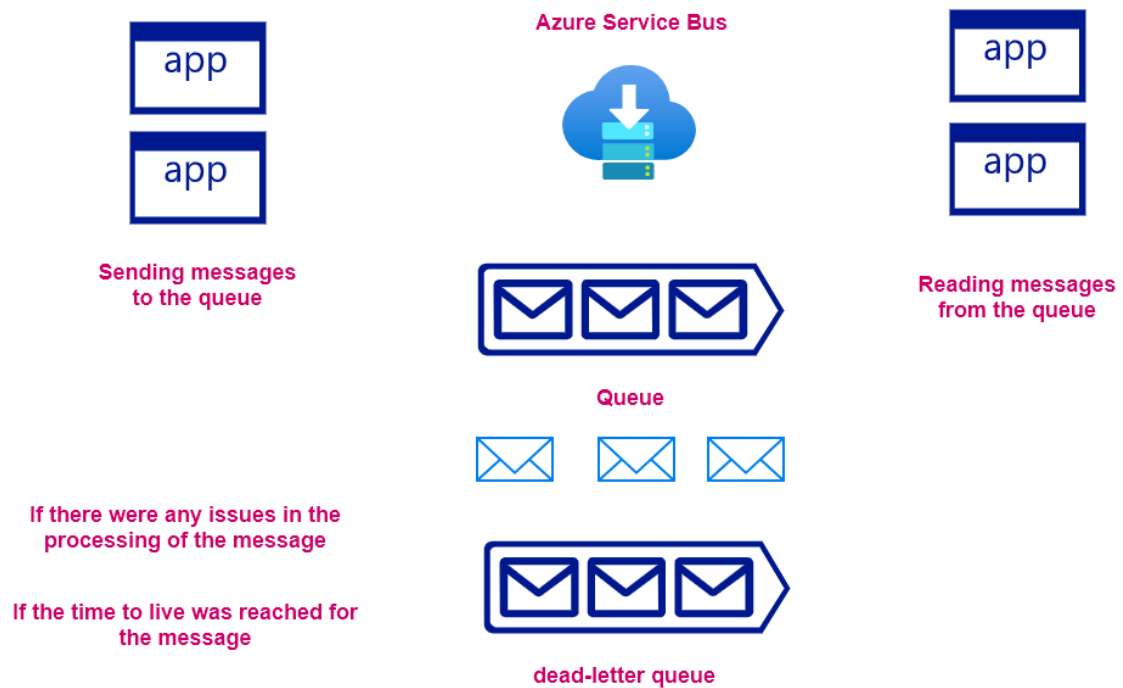 Azure Service Bus
app
app
app
app
Sending messages
to the queue
Reading messages
from the queue
Queue
If there were any issues in the
processing of the message
If the time to live was reached for
the message
dead-letter queue